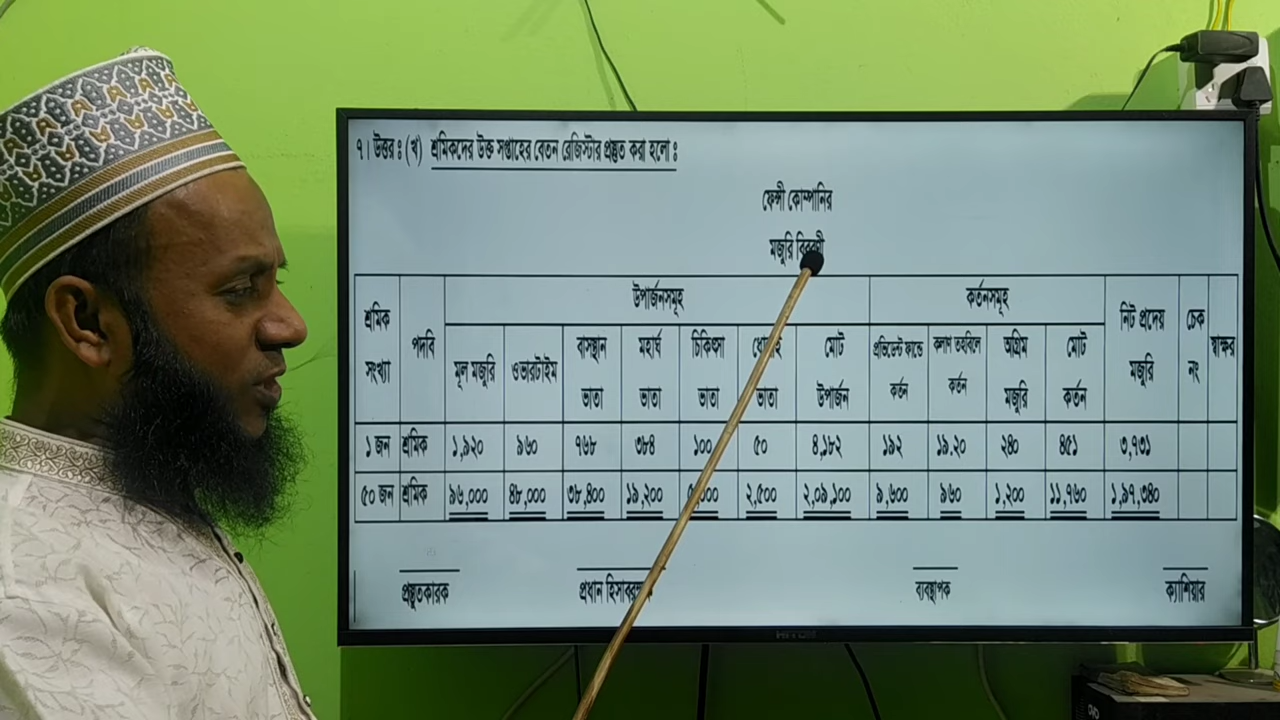 ৭। উত্তর ঃ (খ) শ্রমিকদের উক্ত সপ্তাহের বেতন রেজিস্টার প্রস্তুত করা হলো ঃ
ফেন্সী কোম্পানির
মজুরি
শ্রমিক সংখ্যা পদবি উপার্জনসমূহ কর্তনসমূহ নিট প্রদেয় মজুরি চেক নং স্বাক্ষর
মূল মজুরি ওভারটাইম বাসস্থান ভাতা মহার্ঘ ভাতা চিকিৎসা ভাতা ভাতা মোট উপার্জন প্রভিডেন্ট ফান্ডে কর্তন কল্যাণ তহবিলে কর্তন অগ্রিম মজুরি মোট কর্তন
১ জন শ্রমিক ১,৯২০ ৯৬০ ৭৬৮ ৩৮৪ ১০০ ৫০ ৪,১৮২ ১৯২ ১৯.২০ ২৪০ ৪৫১ ৩,৭৩১
৫০ জন শ্রমিক ৯৬,০০০ ৪৮,০০০ ৩৮,৪০০ ১৯,২০০ ২,৫০০ ২,০৯,১০০ ৯,৬০০ ৯৬০ ১,২০০ ১১,৭৬০ ১,৯৭,৩৪০
প্রস্তুতকারক প্রধান ব্যবস্থাপক ক্যাশিয়ার